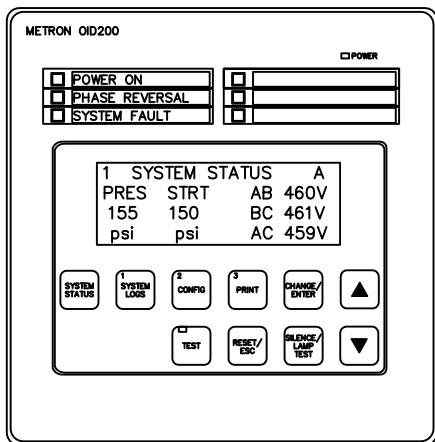 METRON OID200
POWER
POWER ON
PHASE REVERSAL
SYSTEM FAULT
1 SYSTEM STATUS A
PRES STRT AB 460V
155 150 BC 461V
psi psi AC 459V
SYSTEM STATUS
1 SYSTEM LOGS
2 CONFIG
3 PRINT
CHANGE/ ENTER
TEST
RESET/ ESC
SILENCE/ LAMP TEST